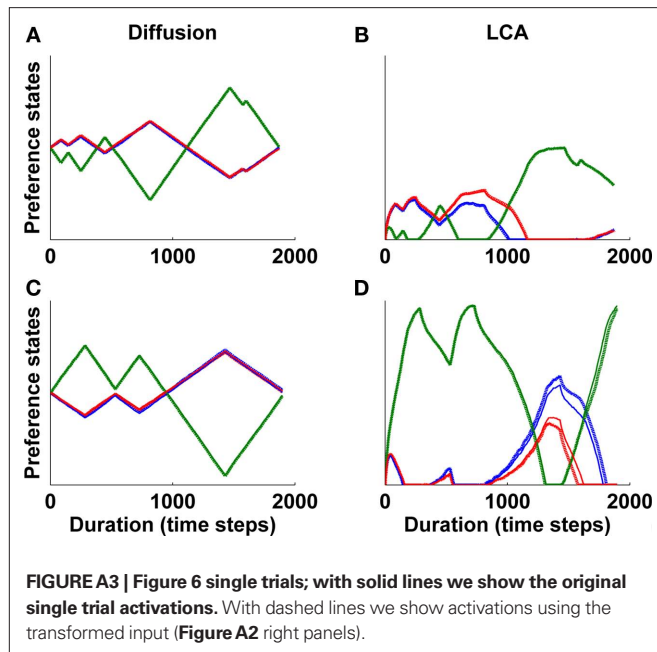 A Diffusion B LCA
Preference states
0 1000 2000 0 1000 2000
C D
Preference states
0 1000 2000 0 1000 2000
Duration (time steps) Duration (time steps)
FIGURE A3 | Figure 6 single trials; with solid lines we show the original
single trial activations. With dashed lines we show activations using the
transformed input (Figure A2 right panels).